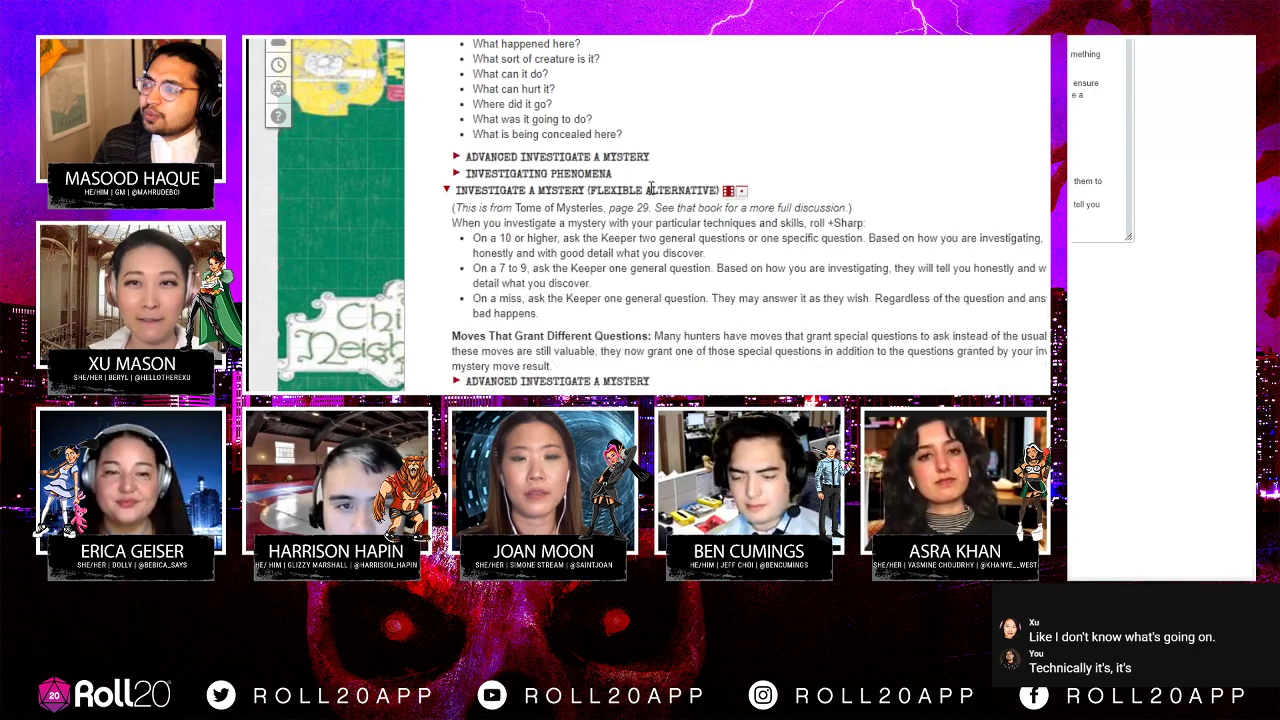 What happened here?
What sort of creature is it?
What can it do?
What can hurt it?
Where did it go?
What was it going to do?
What is being concealed here?
ADVANCED INVESTIGATE A MYSTERY
INVESTIGATING PHENOMENA
INVESTIGATE A MYSTERY (FLEXIBLE ALTERNATIVE)
(This is from Tome of Mysteries, page 29. See that book for a more full discussion.)
When you investigate a mystery with your particular techniques and skills, roll +Sharp:
On a 10 or higher, ask the Keeper two general questions or one specific question. Based on how you are investigating,
honestly and with good detail what you discover.
On a 7 to 9, ask the Keeper one general question. Based on how you are investigating, they will tell you honestly and w
detail what you discover.
On a miss, ask the Keeper one general question. They may answer it as they wish. Regardless of the question and ans
bad happens.
Moves That Grant Different Questions: Many hunters have moves that grant special questions to ask instead of the usual
these moves are still valuable, they now grant one of those special questions in addition to the questions granted by your in
mystery move result.
ADVANCED INVESTIGATE A MYSTERY
Chi
Neigh
mething
ensure
e a
them to
tell you
MASOOD HAQUE
HE/HIM | GM | @MAHRUDEBOI
XU MASON
SHE/HER | BERYL | @HELLOTHEREXU
ERICA GEISER
SHE/HER | DOLLY | @BEBICA_SAYS
HARRISON HAPIN
HE/ HIM | GLIZZY MARSHALL | @HARRISON_HAPIN
JOAN MOON
SHE/HER | SIMONE STREAM | @SAINTJOAN
BEN CUMINGS
HE/HIM | JEFF CHOI | @BENCUMINGS
ASRA KHAN
SHE/HER | YASMINE CHOUDRHY | @KHANYE__WEST
Xu
Like I don't know what's going on.
You
Technically it's, it's
20
Roll20
ROLL20APP
ROLL20APP
ROLL20APP
ROLL20APP